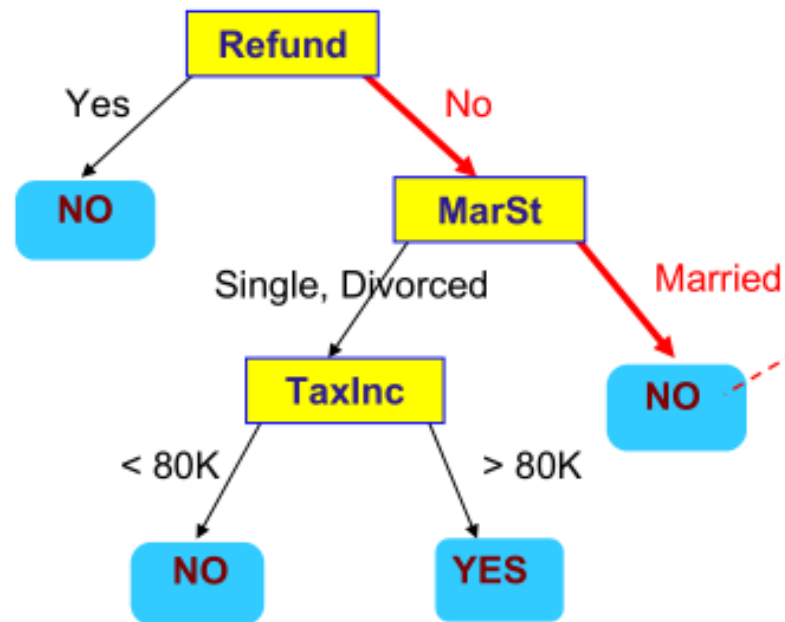 Refund
Yes
No
NO
MarSt
Single, Divorced
Married
TaxInc
NO
< 80K
> 80K
NO
YES